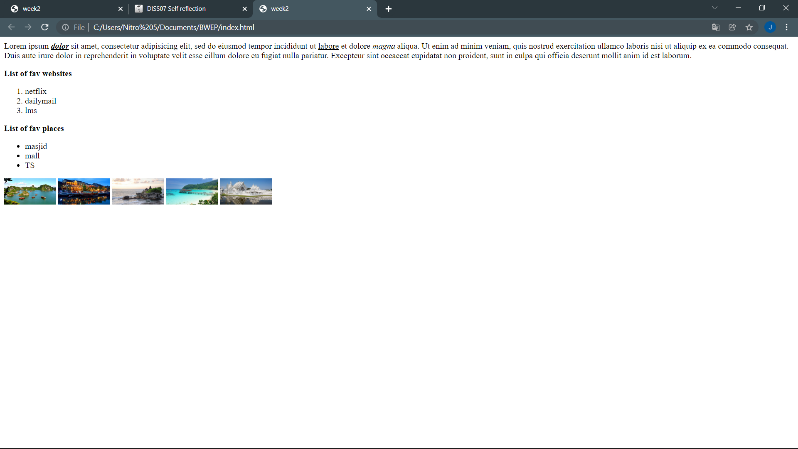 week2
DISS07 Self reflection
week2
File
C:/Users/Nitro%205/Documents/BWEP/index.html
J
Lorem ipsum dolor sit amet, consectetur adipisicing elit, sed do eiusmod tempor incididunt ut labore et dolore magna aliqua. Ut enim ad minim veniam, quis nostrud exercitation ullamco laboris nisi ut aliquip ex ea commodo consequat.
Duis aute irure dolor in reprehenderit in voluptate velit esse cillum dolore eu fugiat nulla pariatur. Excepteur sint occaecat cupidatat non proident, sunt in culpa qui officia deserunt mollit anim id est laborum.
List of fav websites
1. netflix
2. dailymail
3. lms
List of fav places
• masjid
• mall
• TS